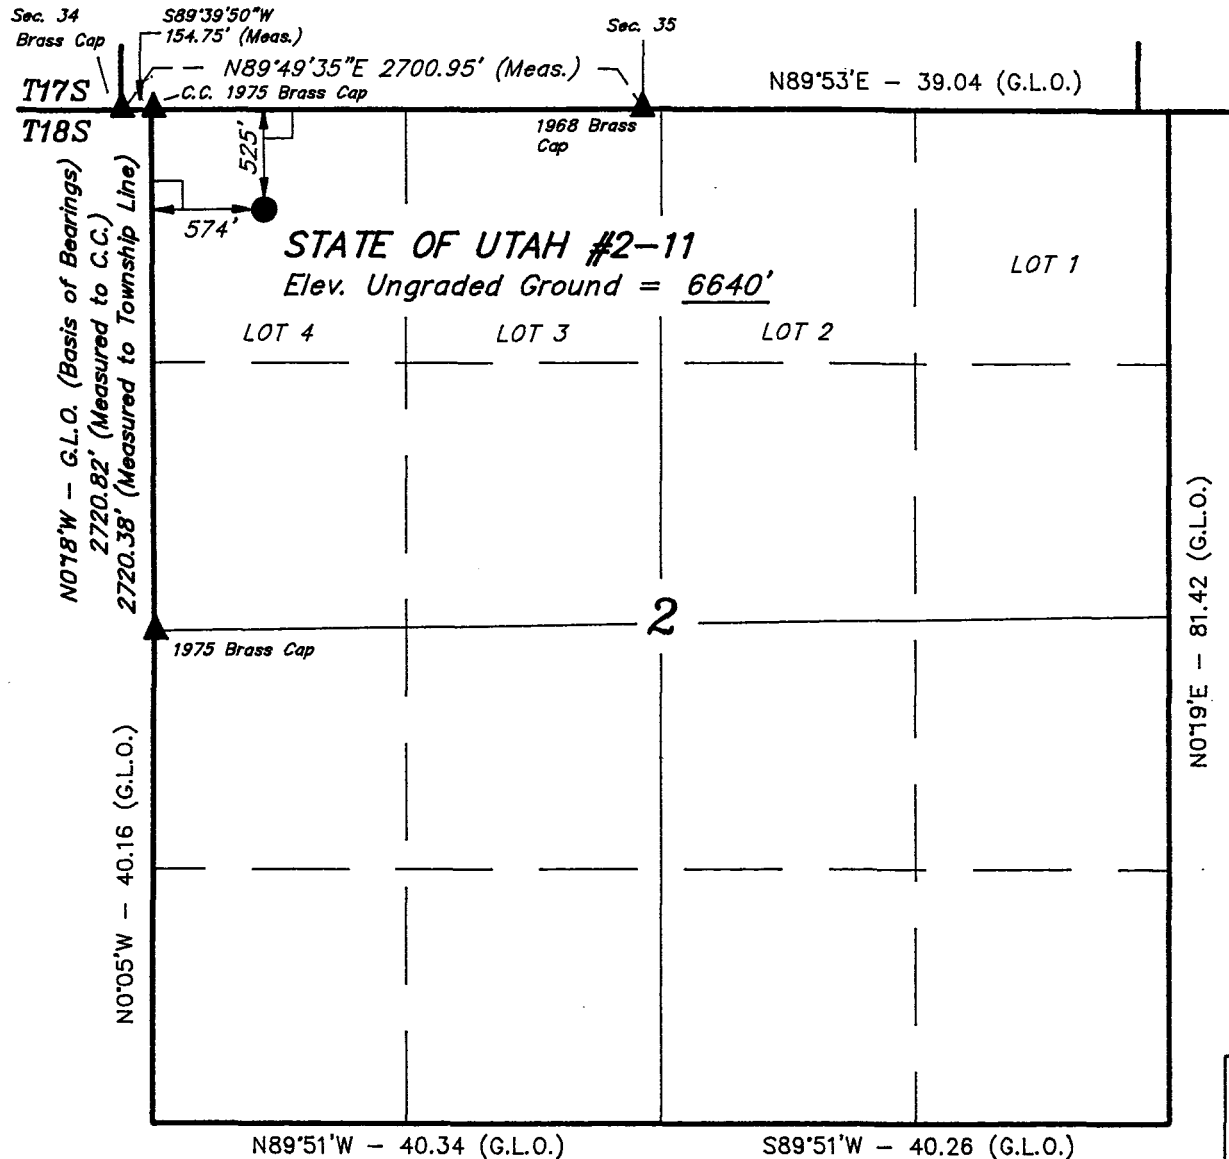 Sec. 34
Brass Cap
S89°39'50"W
154.75' (Meas.)
Sec. 35
N89°49'35"E 2700.95' (Meas.)
N89°53'E – 39.04 (G.L.O.)
T17S
C.C. 1975 Brass Cap
T18S
1968 Brass
Cap
525'
574'
STATE OF UTAH #2–11
Elev. Ungraded Ground = 6640'
LOT 1
LOT 4
LOT 3
LOT 2
N0°18'W – G.L.O. (Basis of Bearings)
2720.82' (Measured to C.C.)
2720.38' (Measured to Township Line)
2
1975 Brass Cap
N0°19'E – 81.42 (G.L.O.)
N0°05'W – 40.16 (G.L.O.)
N89°51'W – 40.34 (G.L.O.)
S89°51'W – 40.26 (G.L.O.)